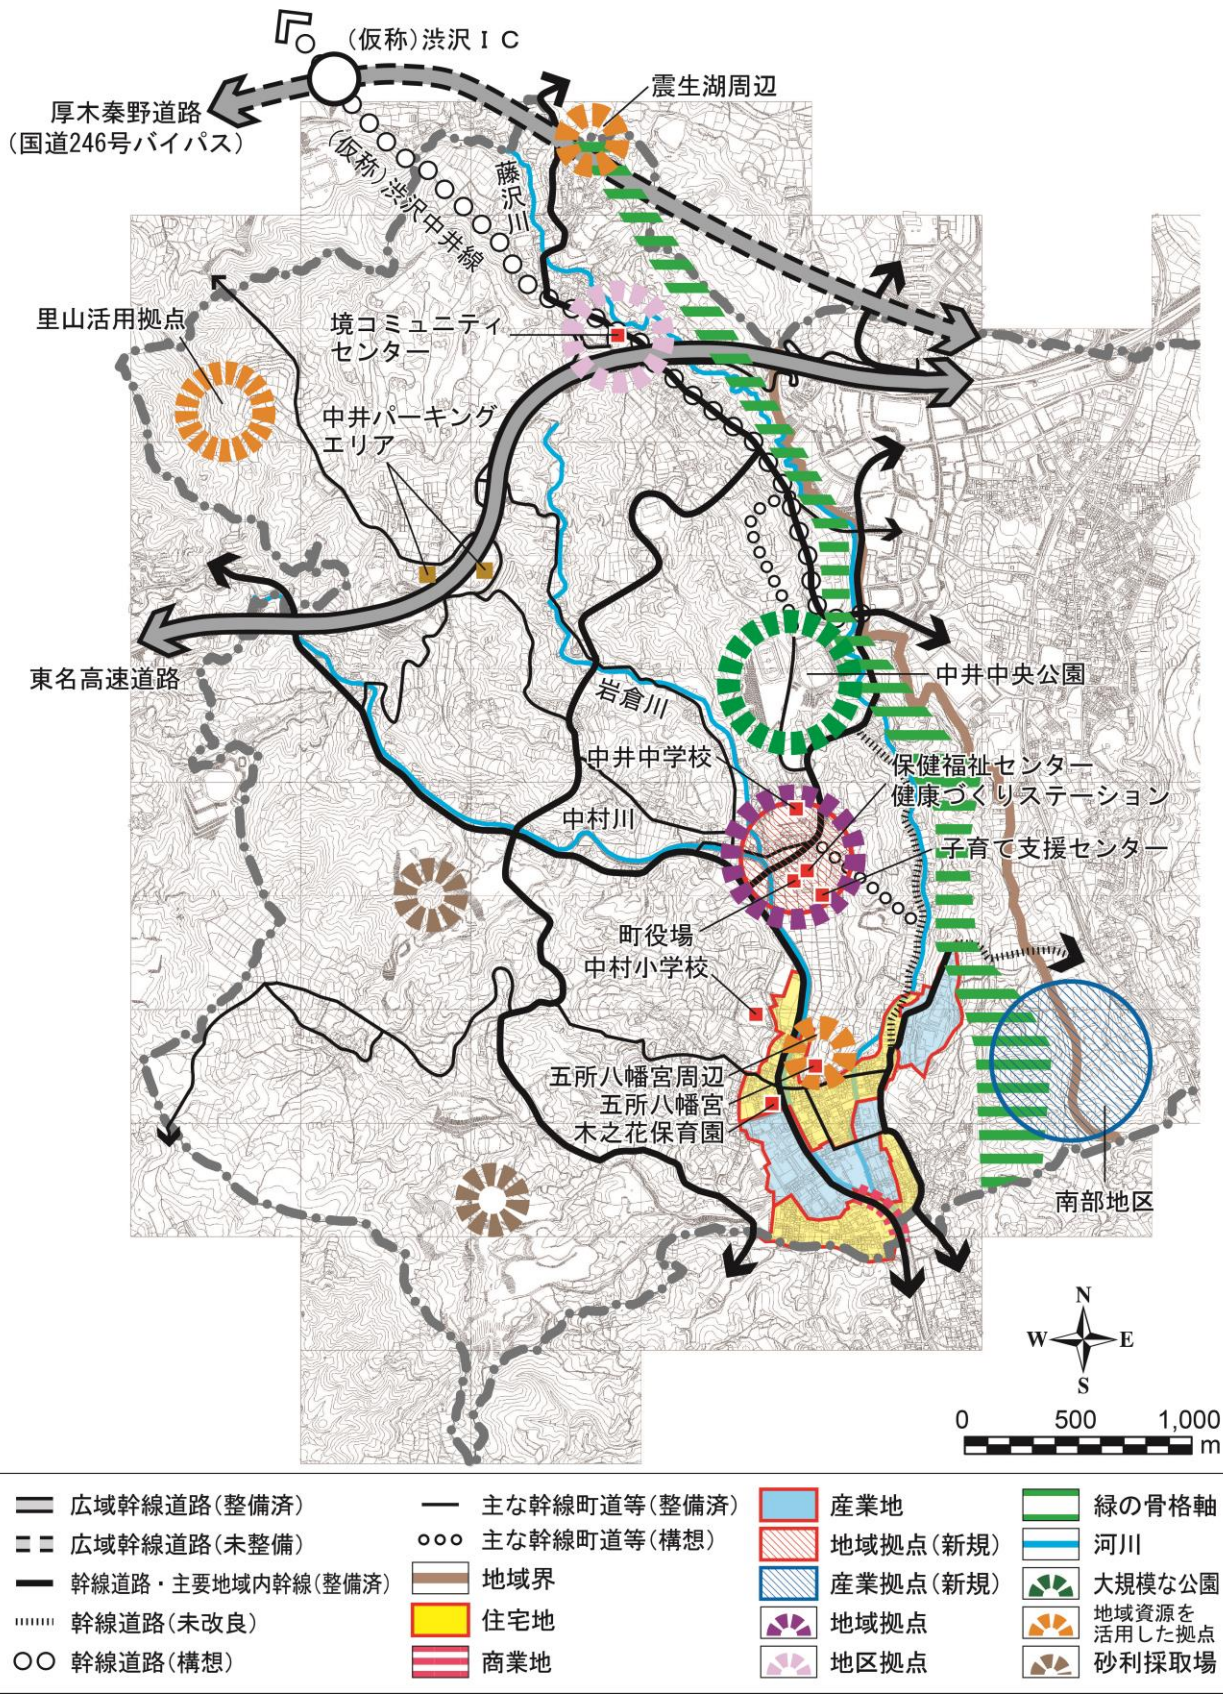 (仮称)渋沢ＩＣ
震生湖周辺
厚木秦野道路
(国道246号バイパス)
(仮称)渋沢中井線
藤沢川
里山活用拠点
境コミュニティ
センター
中井パーキング
エリア
東名高速道路
岩倉川
中井中央公園
中井中学校
保健福祉センター
健康づくりステーション
中村川
子育て支援センター
町役場
中村小学校
五所八幡宮周辺
五所八幡宮
木之花保育園
南部地区
N
W E
S
0 500 1,000
m
広域幹線道路(整備済)
広域幹線道路(未整備)
幹線道路・主要地域内幹線(整備済)
幹線道路(未改良)
幹線道路(構想)
主な幹線町道等(整備済)
主な幹線町道等(構想)
地域界
住宅地
商業地
産業地
地域拠点(新規)
産業拠点(新規)
地域拠点
地区拠点
緑の骨格軸
河川
大規模な公園
地域資源を
活用した拠点
砂利採取場